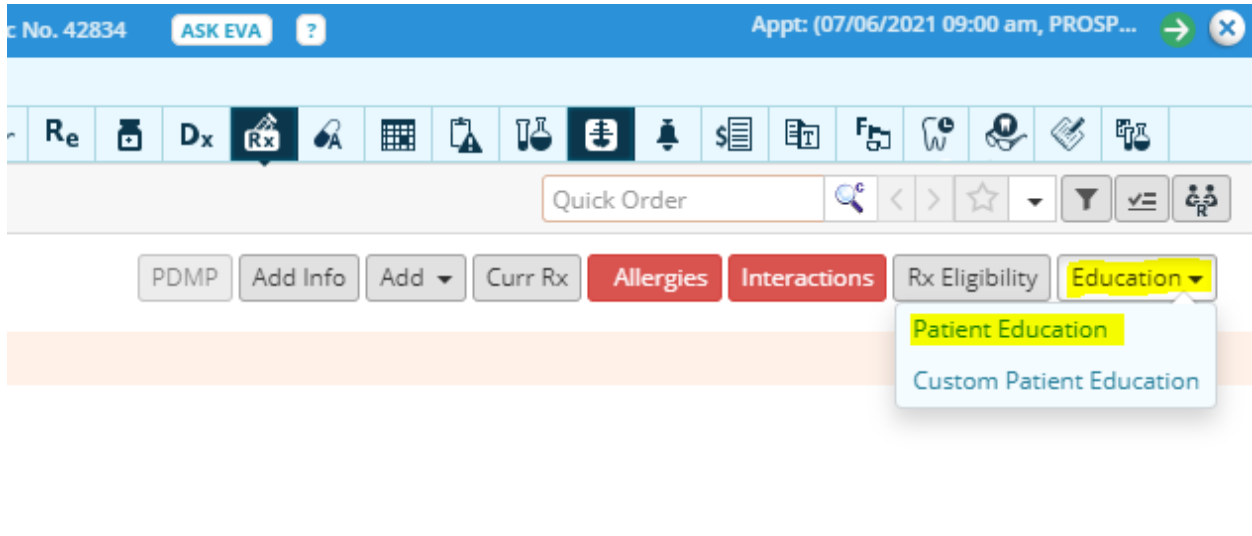 c No. 42834 ASK EVA ? Appt: (07/06/2021 09:00 am, PROSP...
Re Dx Rx A $ T F
Quick Order C R
PDMP Add Info Add Curr Rx Allergies Interactions Rx Eligibility Education
Patient Education
Custom Patient Education